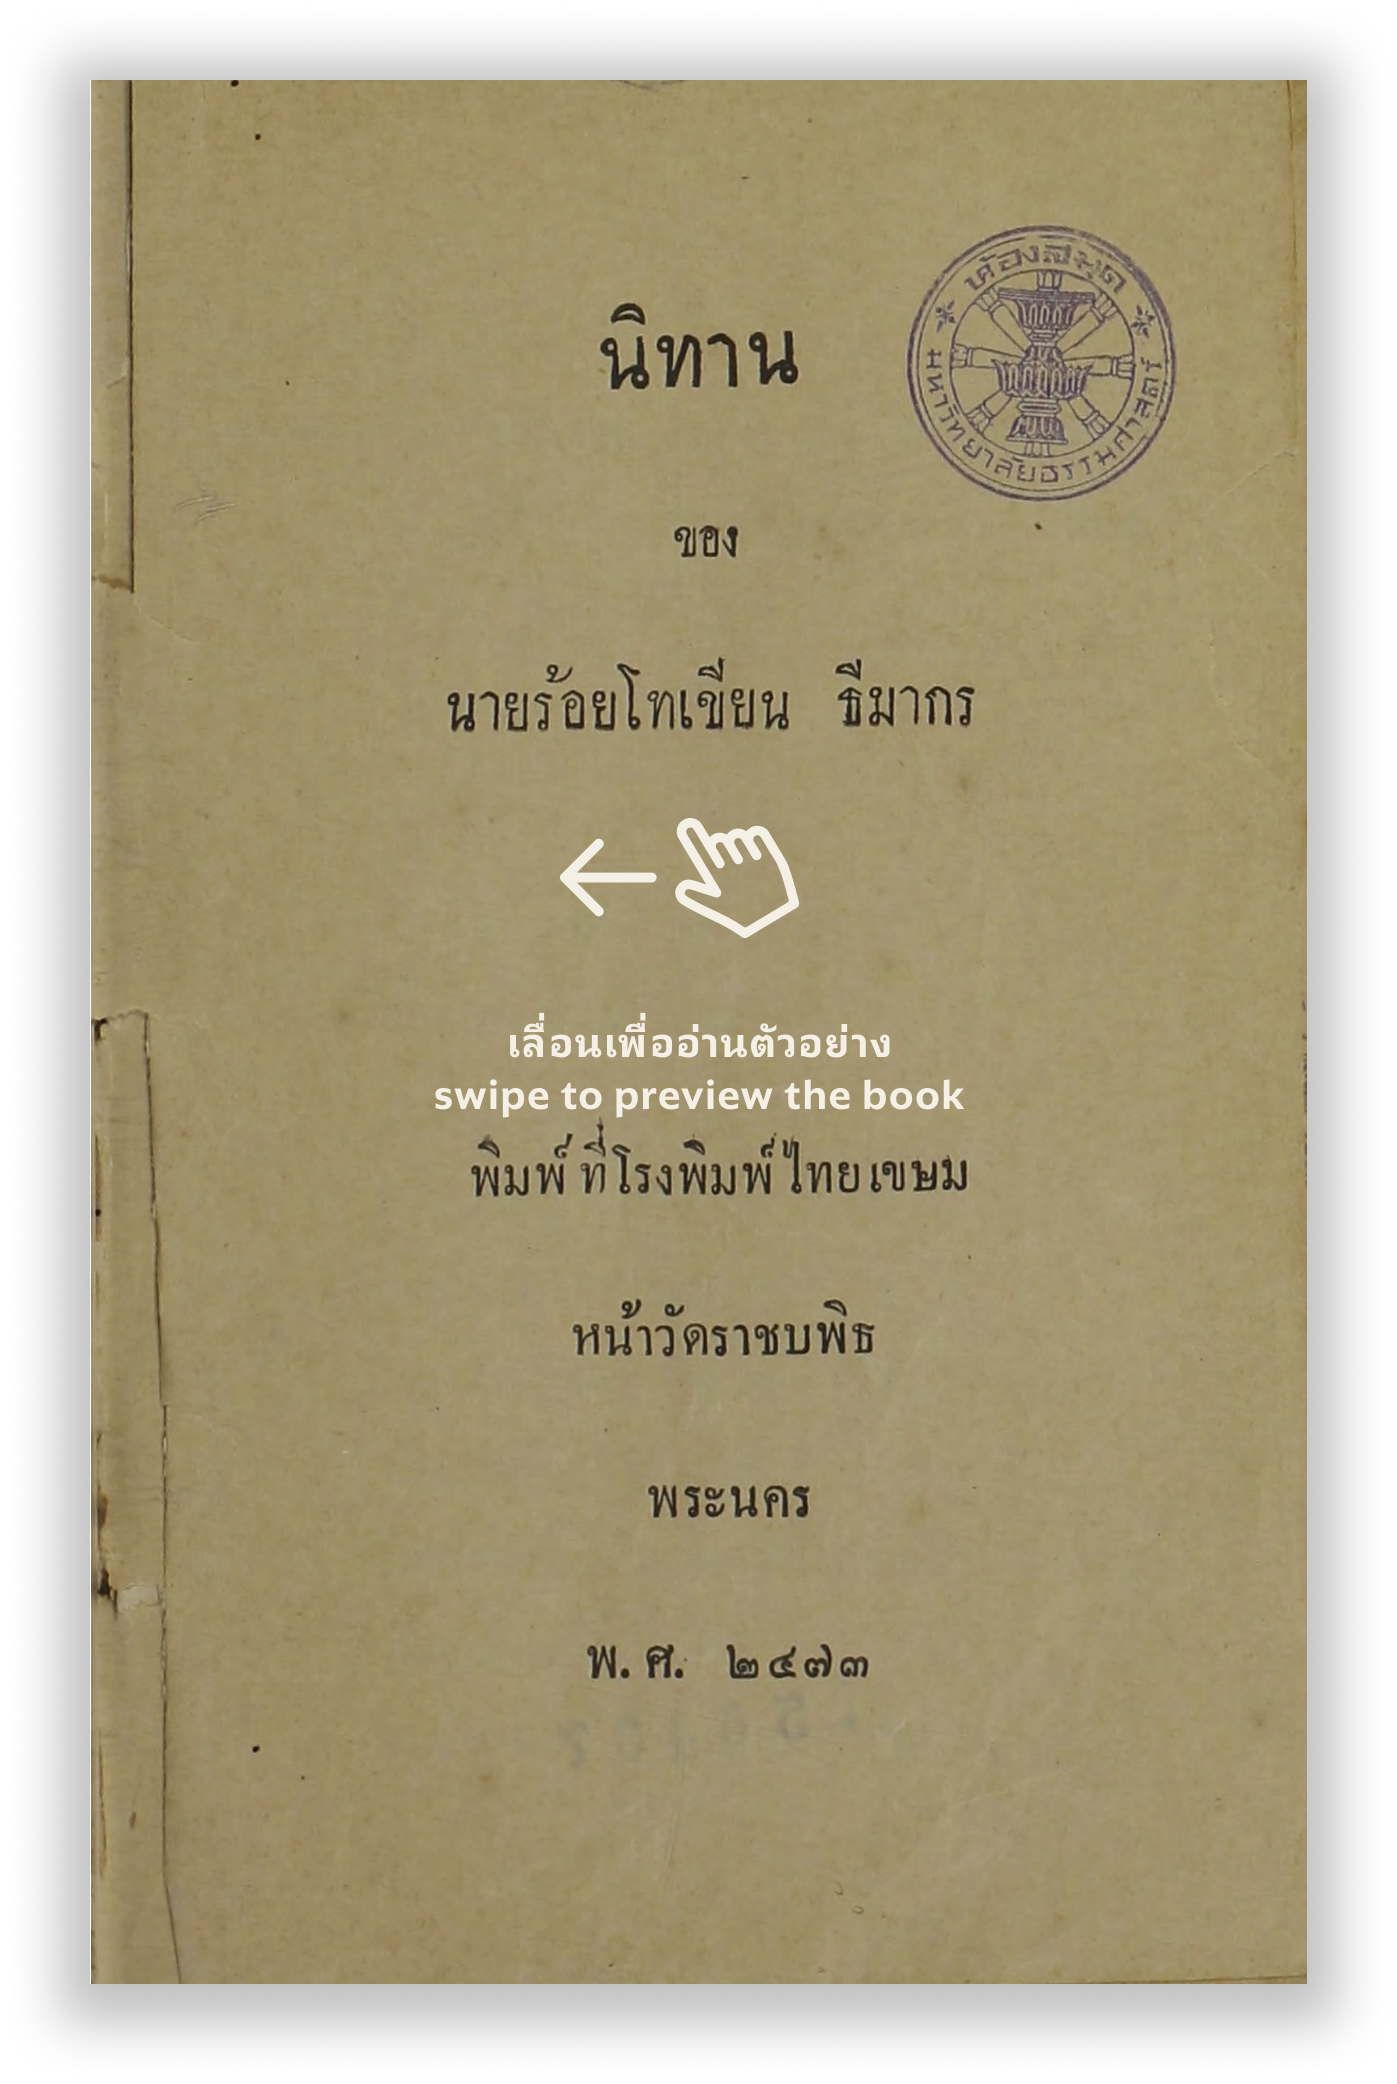 นิทาน
ห้องสมุด
มหาวิทยาลัยธรรมศาสตร์
ของ
นายร้อยโทเขียน ธีมากร
เลื่อนเพื่ออ่านตัวอย่าง
swipe to preview the book
พิมพ์ที่โรงพิมพ์ไทยเขษม
หน้าวัดราชบพิธ
พระนคร
พ. ศ. ๒๔๗๓